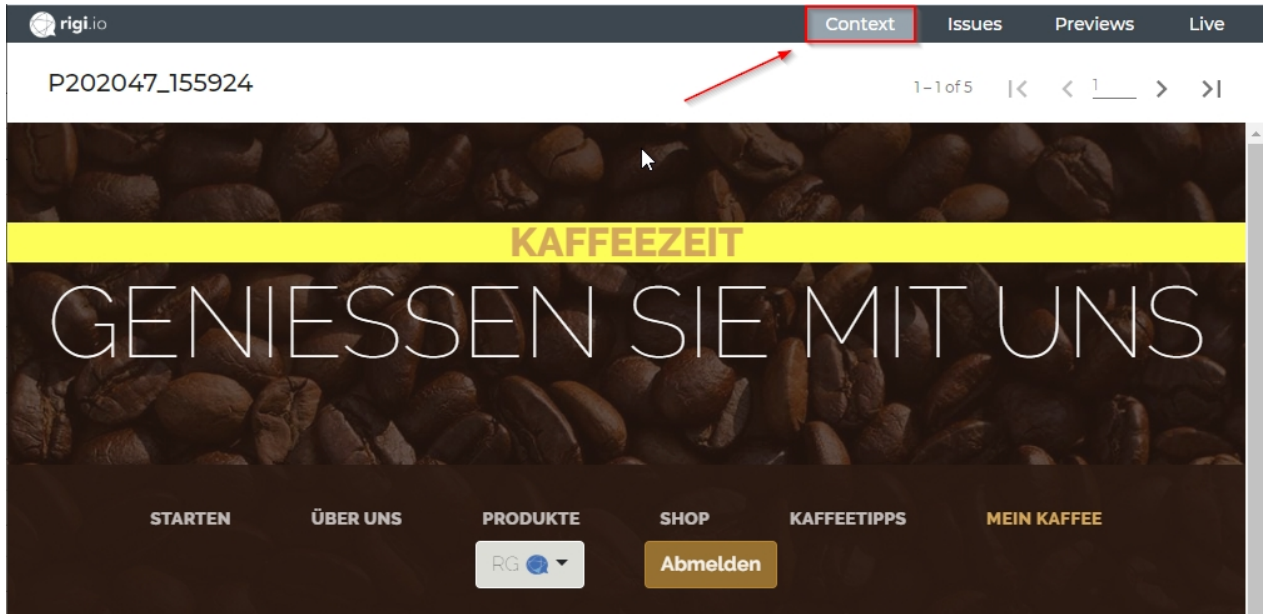 rigi.io Context Issues Previews Live
P202047_155924 1–1 of 5 1
KAFFEEZEIT
GENIESSEN SIE MIT UNS
STARTEN ÜBER UNS PRODUKTE SHOP KAFFEETIPPS MEIN KAFFEE
RG Abmelden